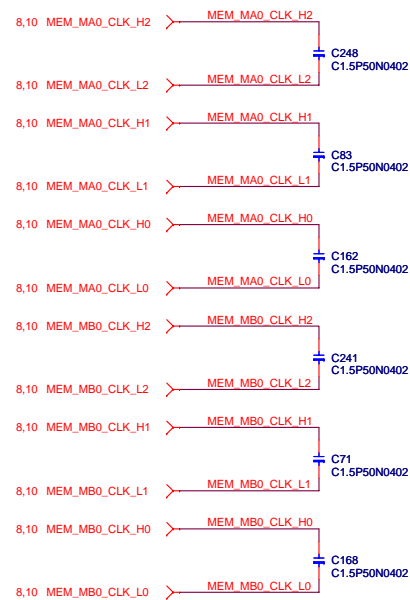 8,10 MEM_MA0_CLK_H2 MEM_MA0_CLK_H2
C248
C1.5P50N0402
8,10 MEM_MA0_CLK_L2 MEM_MA0_CLK_L2
8,10 MEM_MA0_CLK_H1 MEM_MA0_CLK_H1
C83
C1.5P50N0402
8,10 MEM_MA0_CLK_L1 MEM_MA0_CLK_L1
8,10 MEM_MA0_CLK_H0 MEM_MA0_CLK_H0
C162
C1.5P50N0402
8,10 MEM_MA0_CLK_L0 MEM_MA0_CLK_L0
8,10 MEM_MB0_CLK_H2 MEM_MB0_CLK_H2
C241
C1.5P50N0402
8,10 MEM_MB0_CLK_L2 MEM_MB0_CLK_L2
8,10 MEM_MB0_CLK_H1 MEM_MB0_CLK_H1
C71
C1.5P50N0402
8,10 MEM_MB0_CLK_L1 MEM_MB0_CLK_L1
8,10 MEM_MB0_CLK_H0 MEM_MB0_CLK_H0
C168
C1.5P50N0402
8,10 MEM_MB0_CLK_L0 MEM_MB0_CLK_L0